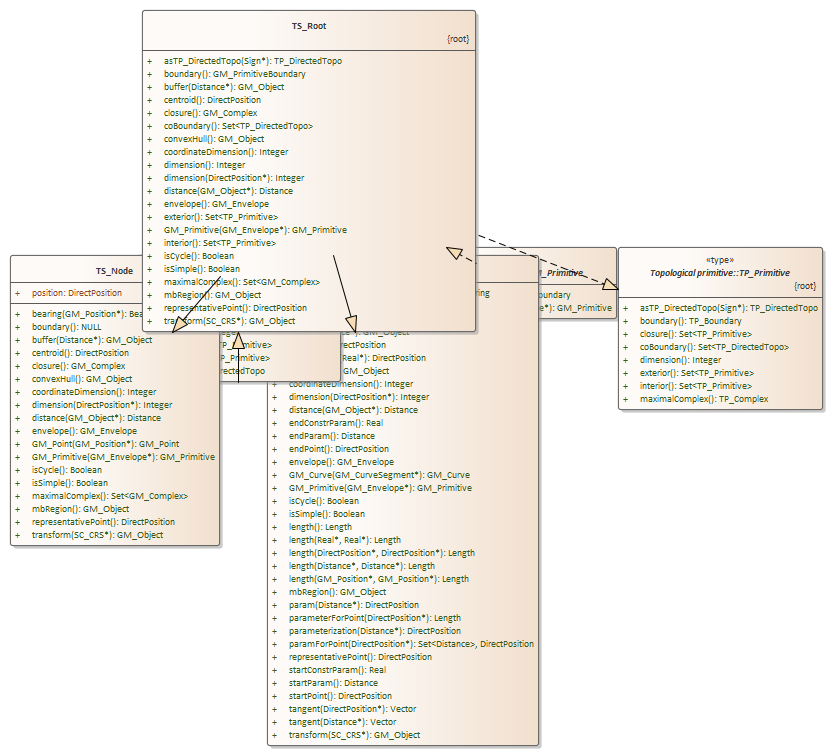 TS_Root
{root}
+ asTP_DirectedTopo(Sign*): TP_DirectedTopo
+ boundary(): GM_PrimitiveBoundary
+ buffer(Distance*): GM_Object
+ centroid(): DirectPosition
+ closure(): GM_Complex
+ coBoundary(): Set<TP_DirectedTopo>
+ convexHull(): GM_Object
+ coordinateDimension(): Integer
+ dimension(): Integer
+ dimension(DirectPosition*): Integer
+ distance(GM_Object*): Distance
+ envelope(): GM_Envelope
+ exterior(): Set<TP_Primitive>
+ GM_Primitive(GM_Envelope*): GM_Primitive
+ interior(): Set<TP_Primitive>
+ isCycle(): Boolean
+ isSimple(): Boolean
+ maximalComplex(): Set<GM_Complex>
+ mbRegion(): GM_Object
+ representativePoint(): DirectPosition
+ transform(SC_CRS*): GM_Object
TS_Node
+ position: DirectPosition
+ bearing(GM_Position*): Bea
+ boundary(): NULL
+ buffer(Distance*): GM_Object
+ centroid(): DirectPosition
+ closure(): GM_Complex
+ convexHull(): GM_Object
+ coordinateDimension(): Integer
+ dimension(DirectPosition*): Integer
+ distance(GM_Object*): Distance
+ envelope(): GM_Envelope
+ GM_Point(GM_Position*): GM_Point
+ GM_Primitive(GM_Envelope*): GM_Primitive
+ isCycle(): Boolean
+ isSimple(): Boolean
+ maximalComplex(): Set<GM_Complex>
+ mbRegion(): GM_Object
+ representativePoint(): DirectPosition
+ transform(SC_CRS*): GM_Object
_Primitive>
P_Primitive>
rectedTopo
ring
GM_Object
rectPosition
Real*): DirectPosition
GM_Object
+ coordinateDimension(): Integer
+ dimension(DirectPosition*): Integer
+ distance(GM_Object*): Distance
+ endConstrParam(): Real
+ endParam(): Distance
+ endPoint(): DirectPosition
+ envelope(): GM_Envelope
+ GM_Curve(GM_CurveSegment*): GM_Curve
+ GM_Primitive(GM_Envelope*): GM_Primitive
+ isCycle(): Boolean
+ isSimple(): Boolean
+ length(): Length
+ length(Real*, Real*): Length
+ length(DirectPosition*, DirectPosition*): Length
+ length(Distance*, Distance*): Length
+ length(GM_Position*, GM_Position*): Length
+ mbRegion(): GM_Object
+ param(Distance*): DirectPosition
+ parameterForPoint(DirectPosition*): Length
+ parameterization(Distance*): DirectPosition
+ paramForPoint(DirectPosition*): Set<Distance>, DirectPosition
+ representativePoint(): DirectPosition
+ startConstrParam(): Real
+ startParam(): Distance
+ startPoint(): DirectPosition
+ tangent(DirectPosition*): Vector
+ tangent(Distance*): Vector
+ transform(SC_CRS*): GM_Object
_Primitive
oundary
e*): GM_Primitive
«type»
Topological primitive::TP_Primitive
{root}
+ asTP_DirectedTopo(Sign*): TP_DirectedTopo
+ boundary(): TP_Boundary
+ closure(): Set<TP_Primitive>
+ coBoundary(): Set<TP_DirectedTopo>
+ dimension(): Integer
+ exterior(): Set<TP_Primitive>
+ interior(): Set<TP_Primitive>
+ maximalComplex(): TP_Complex